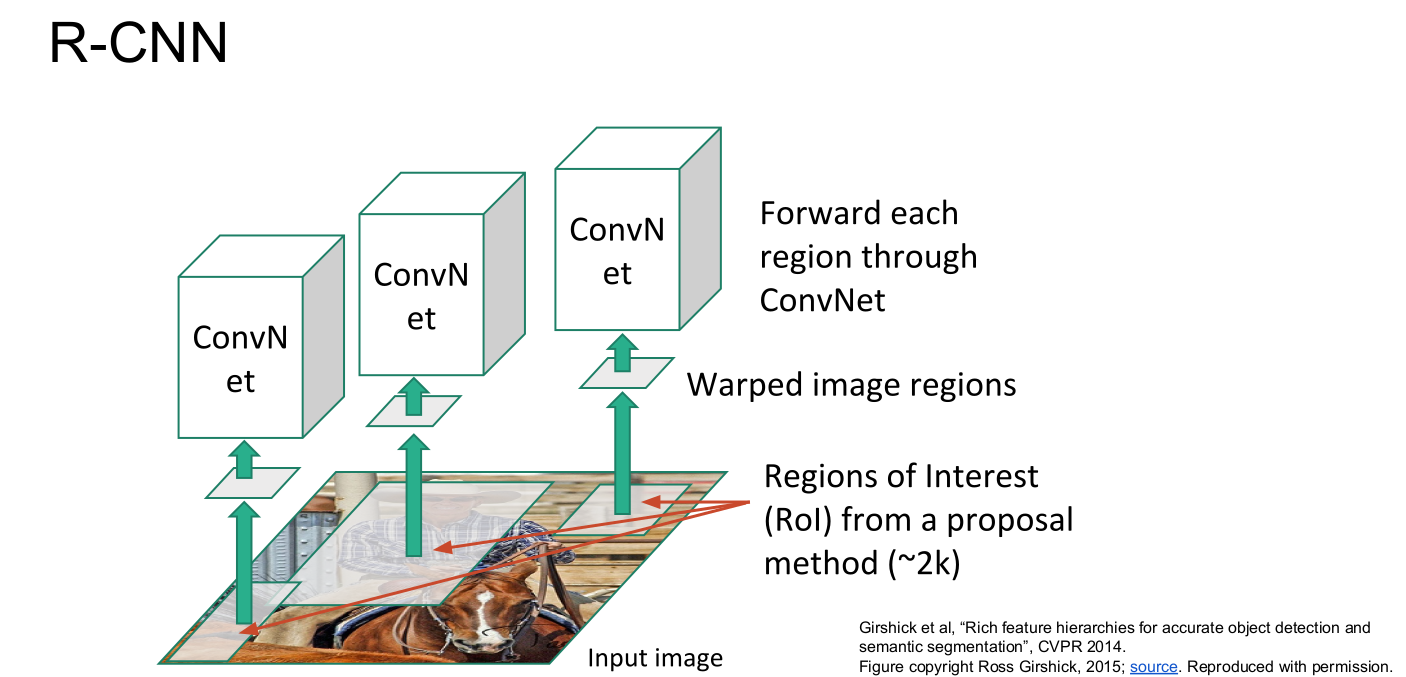 R-CNN
ConvN
et
ConvN
et
ConvN
et
Forward each
region through
ConvNet
Warped image regions
Regions of Interest
(RoI) from a proposal
method (~2k)
Input image
Girshick et al, “Rich feature hierarchies for accurate object detection and
semantic segmentation”, CVPR 2014.
Figure copyright Ross Girshick, 2015; source. Reproduced with permission.